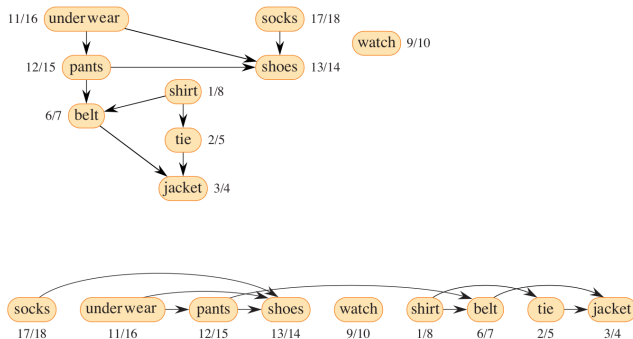 11/16 underwear socks 17/18
watch 9/10
12/15 pants shoes 13/14
shirt 1/8
6/7 belt
tie 2/5
jacket 3/4
socks underwear pants shoes watch shirt belt tie jacket
17/18 11/16 12/15 13/14 9/10 1/8 6/7 2/5 3/4